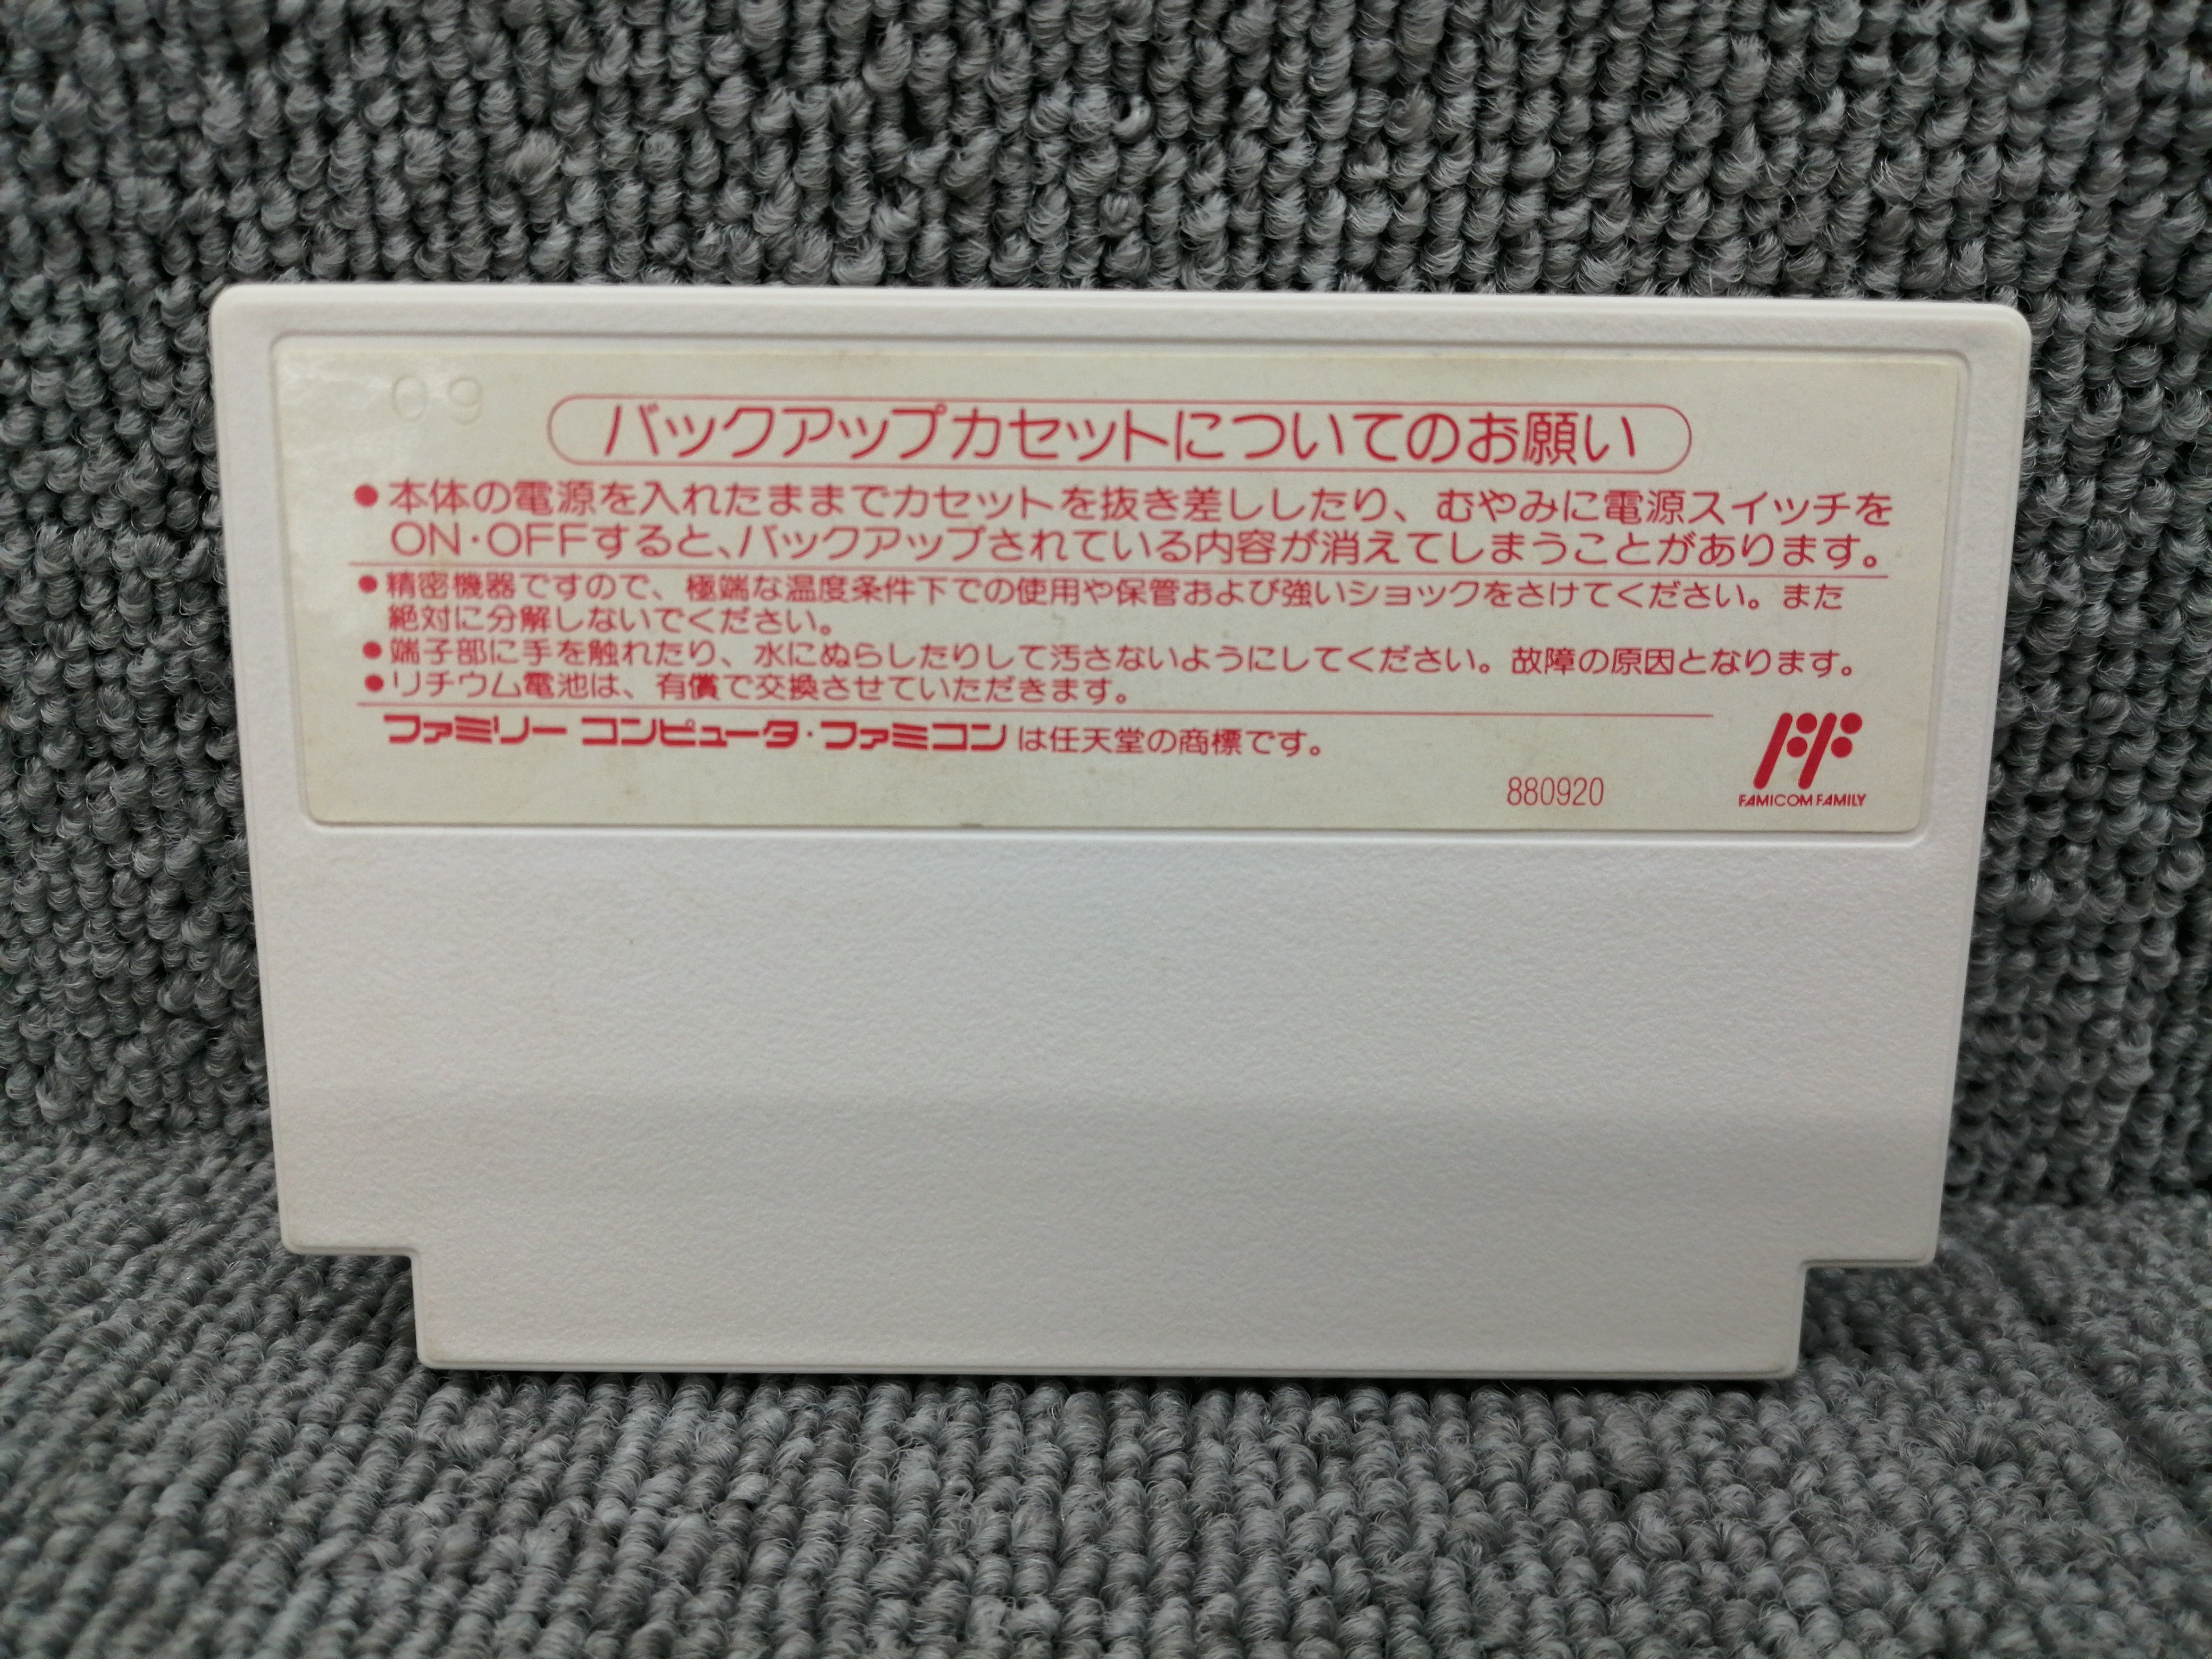 09
バックアップカセットについてのお願い
●本体の電源を入れたままでカセットを抜き差ししたり、むやみに電源スイッチを
ON・OFFすると、バックアップされている内容が消えてしまうことがあります。
●精密機器ですので、極端な温度条件下での使用や保管および強いショックをさけてください。また
絶対に分解しないでください。
●端子部に手を触れたり、水にぬらしたりして汚さないようにしてください。故障の原因となります。
●リチウム電池は、有償で交換させていただきます。
ファミリーコンピュータ・ファミコンは任天堂の商標です。
880920
FAMICOM FAMILY